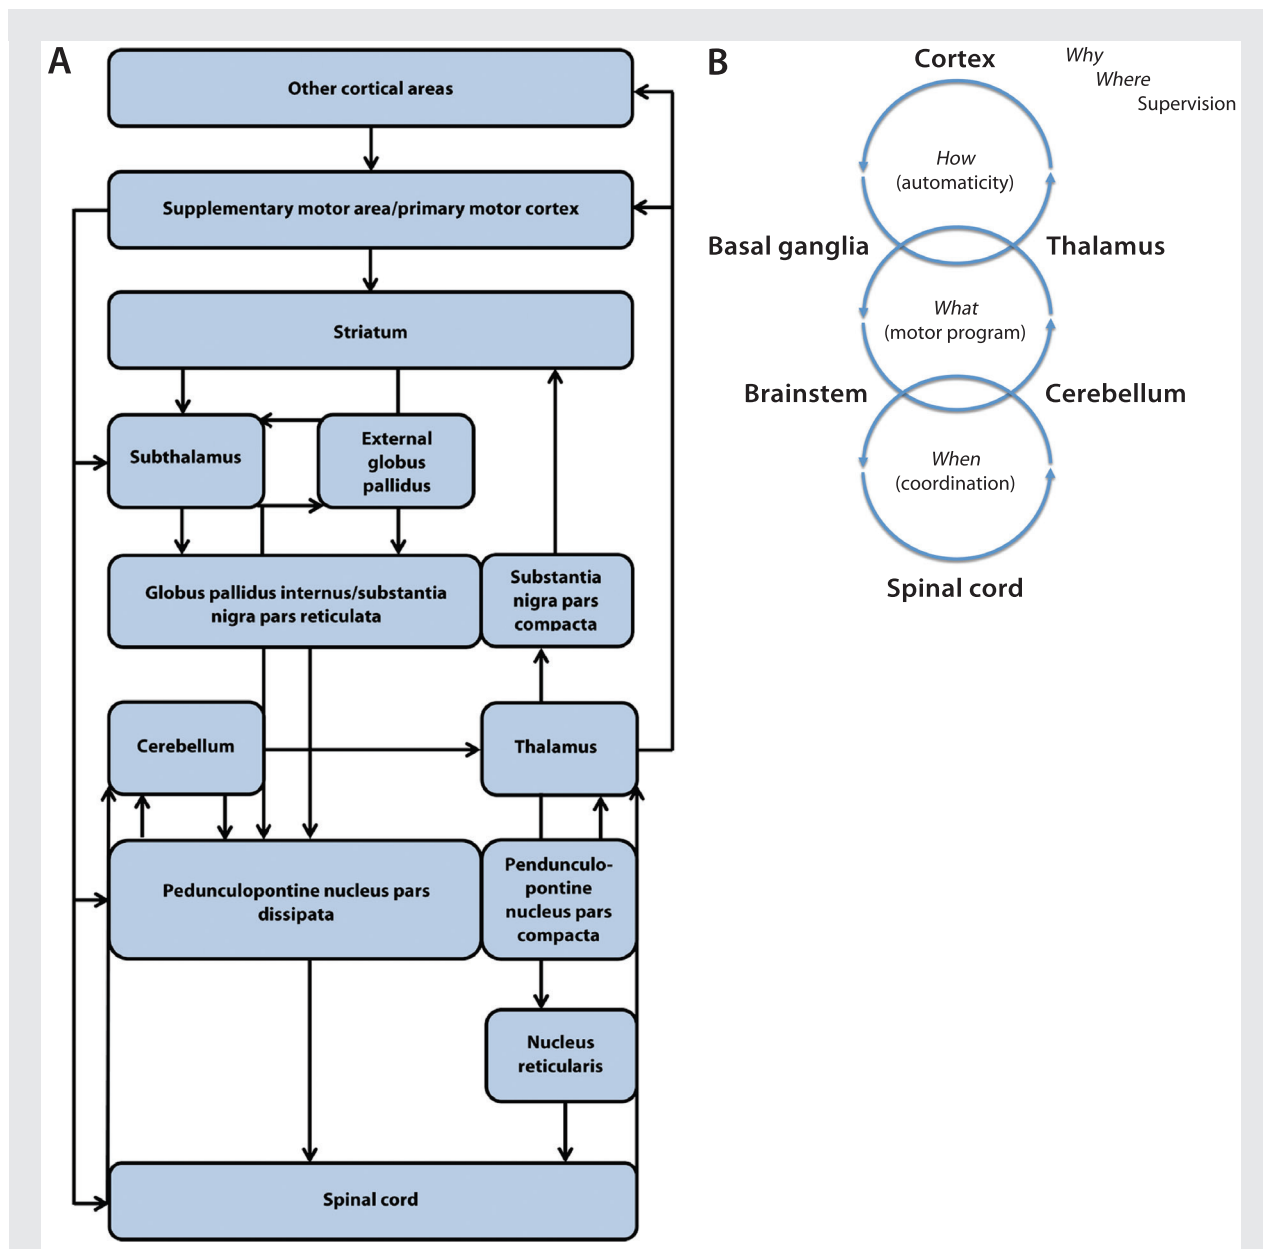 A
Other cortical areas
Supplementary motor area/primary motor cortex
Striatum
Subthalamus
External
globus
pallidus
Globus pallidus internus/substantia
nigra pars reticulata
Substantia
nigra pars
compacta
Cerebellum
Thalamus
Pedunculopontine nucleus pars
dissipata
Pendunculo-
pontine
nucleus pars
compacta
Nucleus
reticularis
Spinal cord
B
Cortex
Why
Where
Supervision
How
(automaticity)
Basal ganglia
Thalamus
What
(motor program)
Brainstem
Cerebellum
When
(coordination)
Spinal cord